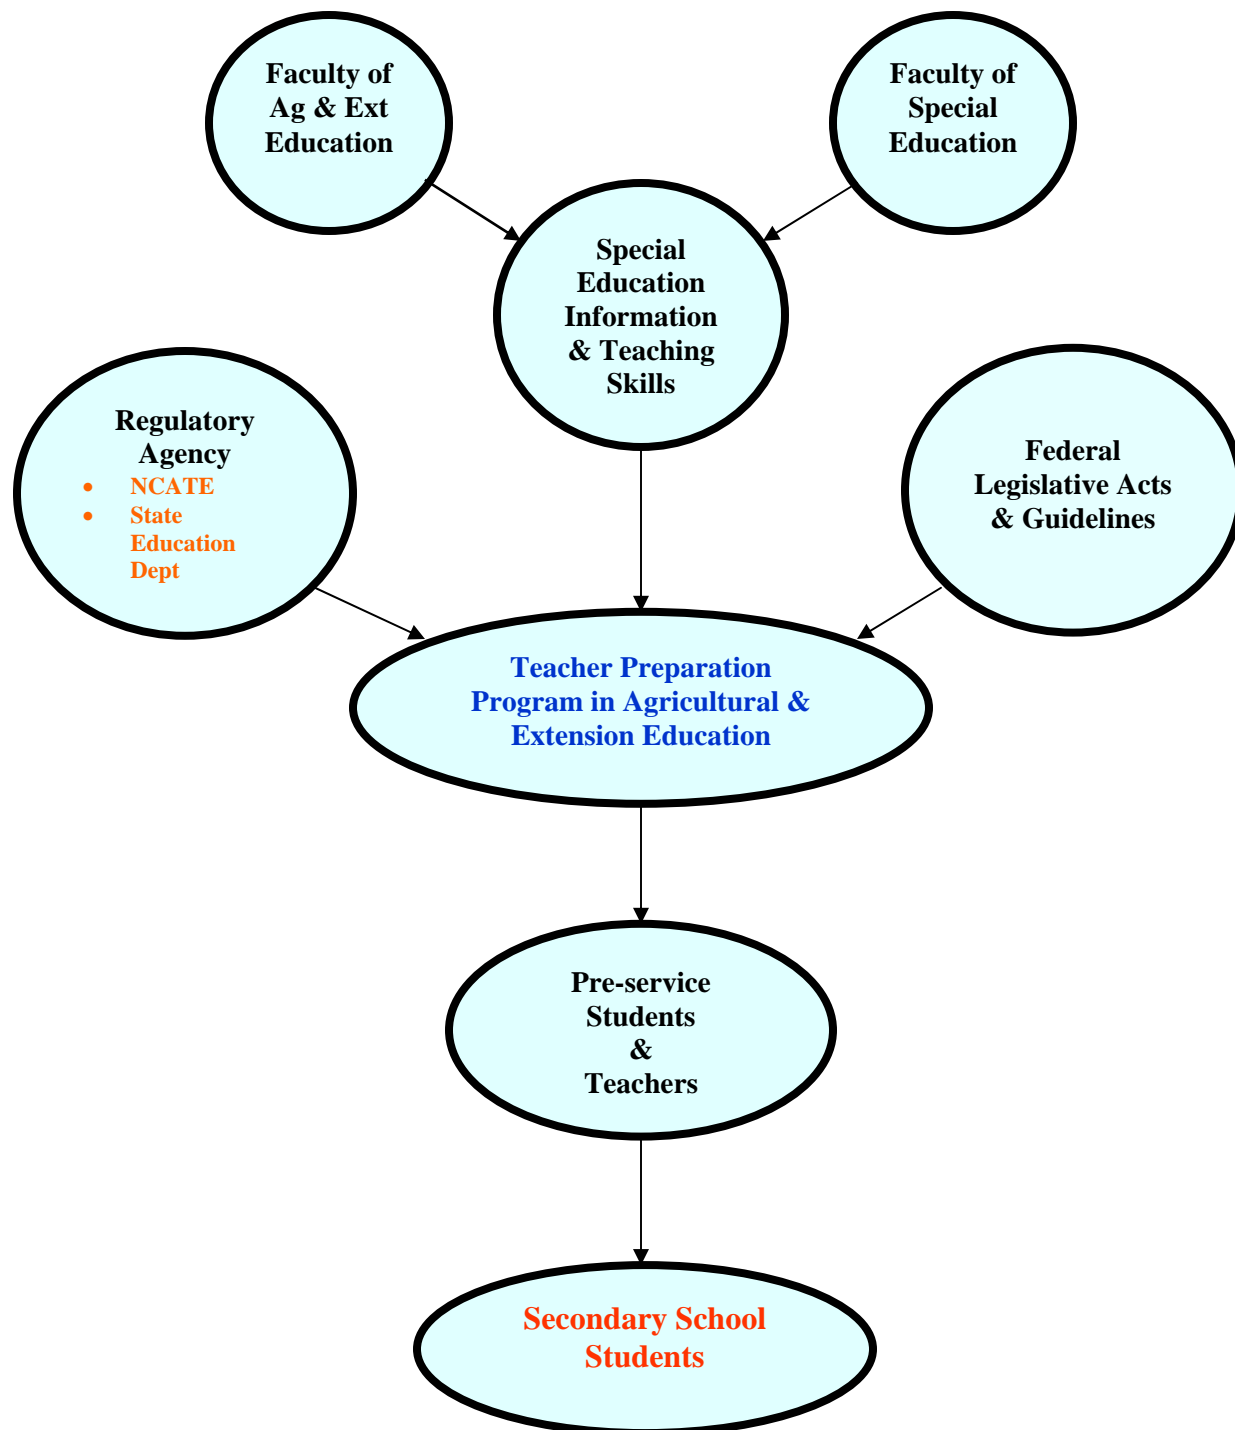 Faculty of
Ag & Ext
Education
Faculty of
Special
Education
Special
Education
Information
& Teaching
Skills
Regulatory
Agency
• NCATE
• State
Education
Dept
Federal
Legislative Acts
& Guidelines
Teacher Preparation
Program in Agricultural &
Extension Education
Pre-service
Students
&
Teachers
Secondary School
Students